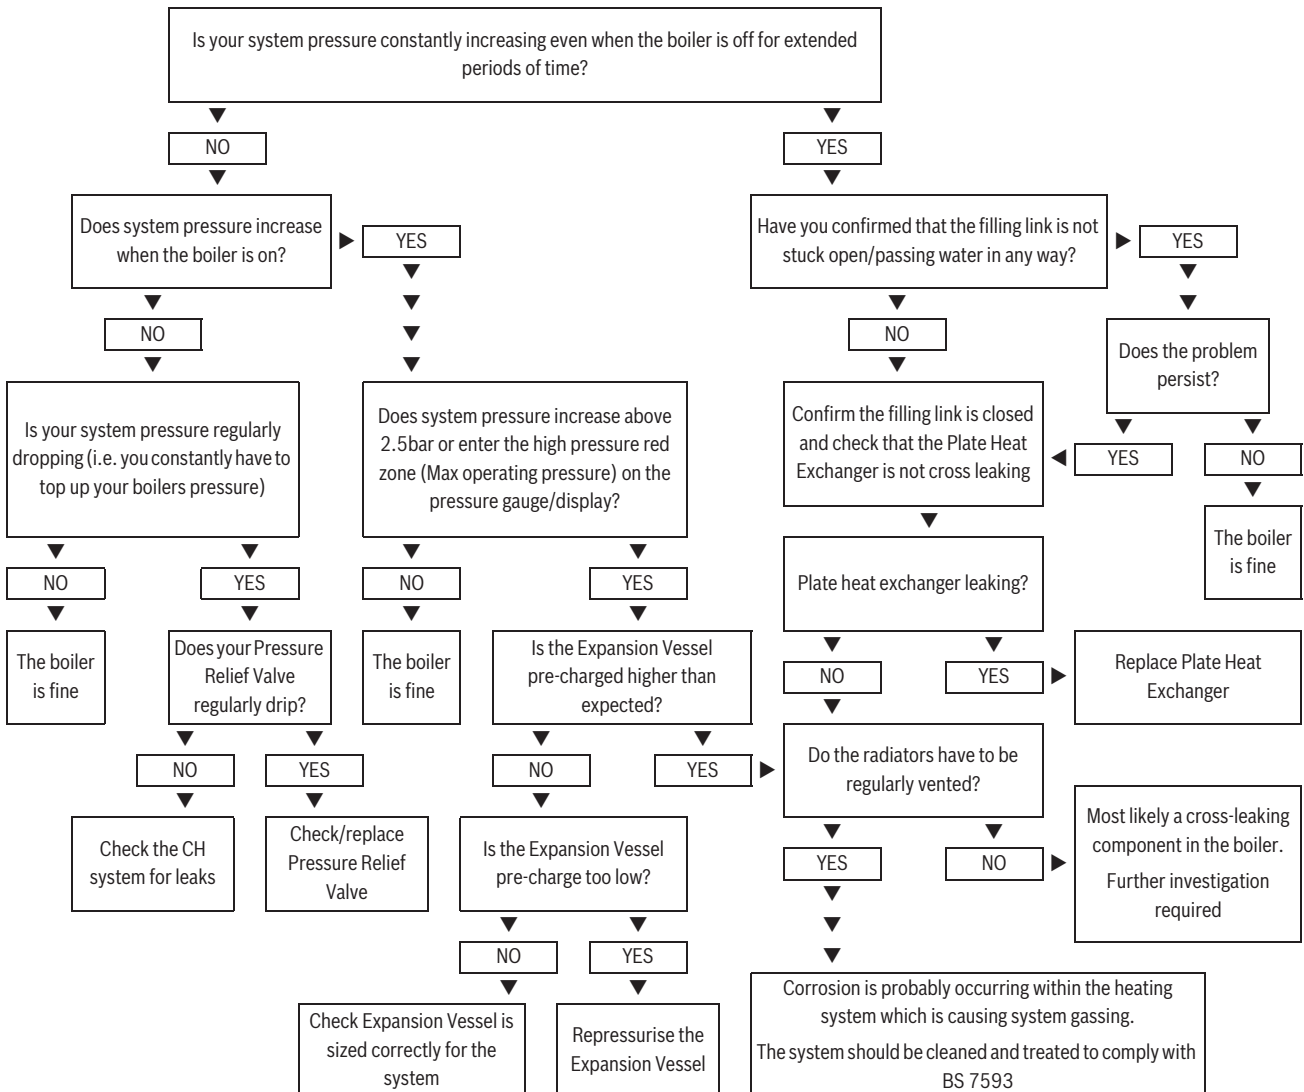 Is your system pressure constantly increasing even when the boiler is off for extended
periods of time?
NO
YES
Does system pressure increase
when the boiler is on?
YES
Have you confirmed that the filling link is not
stuck open/passing water in any way?
YES
NO
NO
Does the problem
persist?
Is your system pressure regularly
dropping (i.e. you constantly have to
top up your boilers pressure)
Does system pressure increase above
2.5bar or enter the high pressure red
zone (Max operating pressure) on the
pressure gauge/display?
Confirm the filling link is closed
and check that the Plate Heat
Exchanger is not cross leaking
YES
NO
The boiler
is fine
NO
YES
NO
YES
Plate heat exchanger leaking?
The boiler
is fine
Does your Pressure
Relief Valve
regularly drip?
The boiler
is fine
Is the Expansion Vessel
pre-charged higher than
expected?
NO
YES
Replace Plate Heat
Exchanger
NO
YES
NO
YES
Do the radiators have to be
regularly vented?
Check the CH
system for leaks
Check/replace
Pressure Relief
Valve
Is the Expansion Vessel
pre-charge too low?
YES
NO
Most likely a cross-leaking
component in the boiler.
Further investigation
required
NO
YES
Check Expansion Vessel is
sized correctly for the
system
Repressurise the
Expansion Vessel
Corrosion is probably occurring within the heating
system which is causing system gassing.
The system should be cleaned and treated to comply with
BS 7593